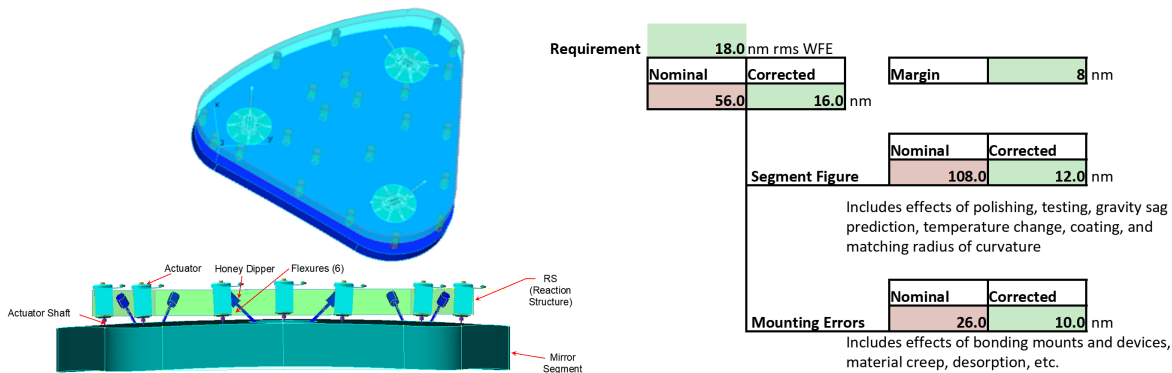 x
Y
3
Actuator
Honey Dipper
Flexures (6)
RS
(Reaction
Structure)
Actuator Shaft
Mirror
Segment
Requirement 18.0 nm rms WFE
Nominal Corrected
56.0 16.0 nm
Margin 8 nm
Nominal Corrected
Segment Figure 108.0 12.0 nm
Includes effects of polishing, testing, gravity sag
prediction, temperature change, coating, and
matching radius of curvature
Nominal Corrected
Mounting Errors 26.0 10.0 nm
Includes effects of bonding mounts and devices,
material creep, desorption, etc.